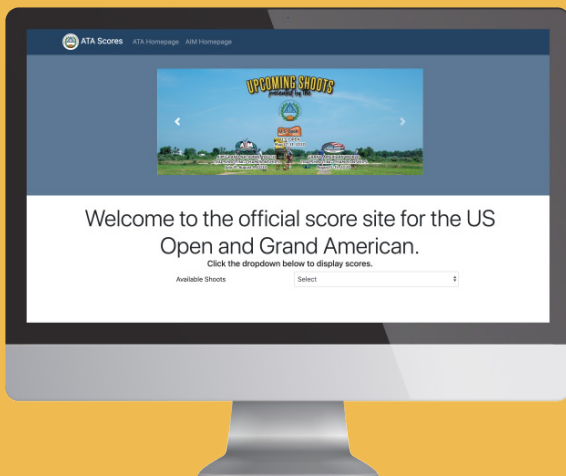 ATA Scores ATA Homepage AIM Homepage
UPCOMING SHOOTS
Welcome to the official score site for the US
Open and Grand American.
Click the dropdown below to display scores.
Available Shoots Select